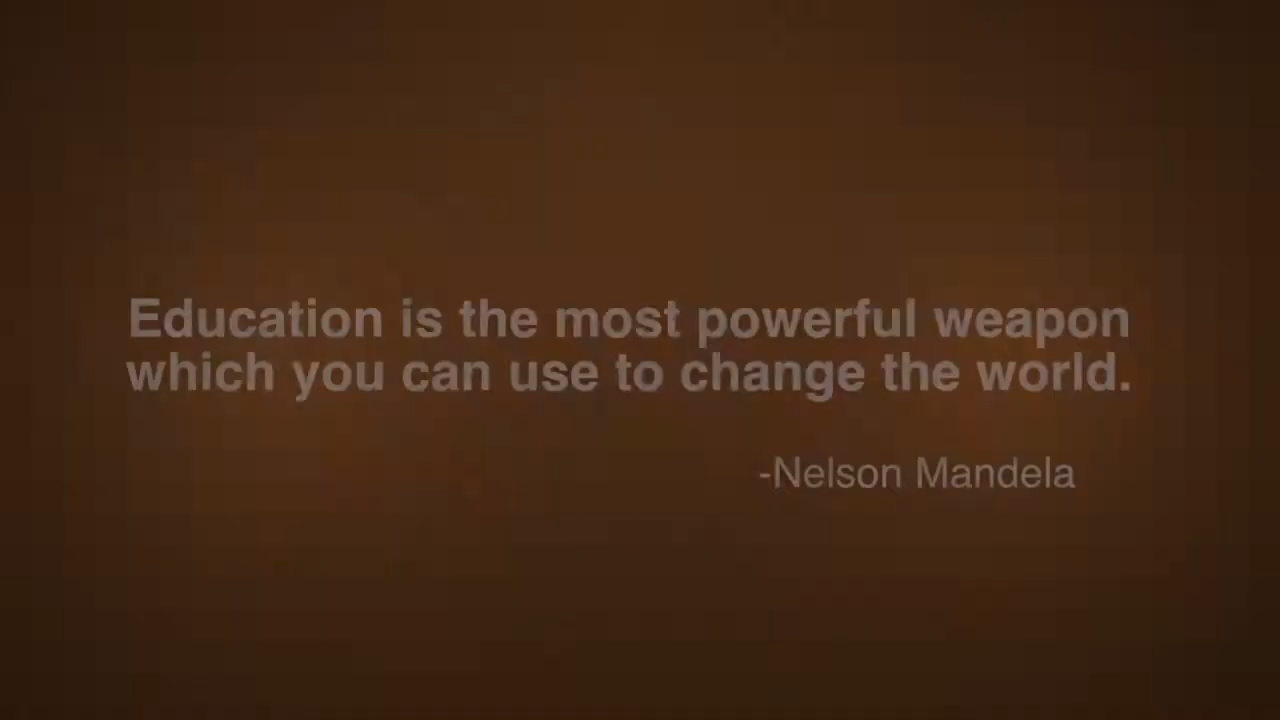 Education is the most powerful weapon
which you can use to change the world.
-Nelson Mandela